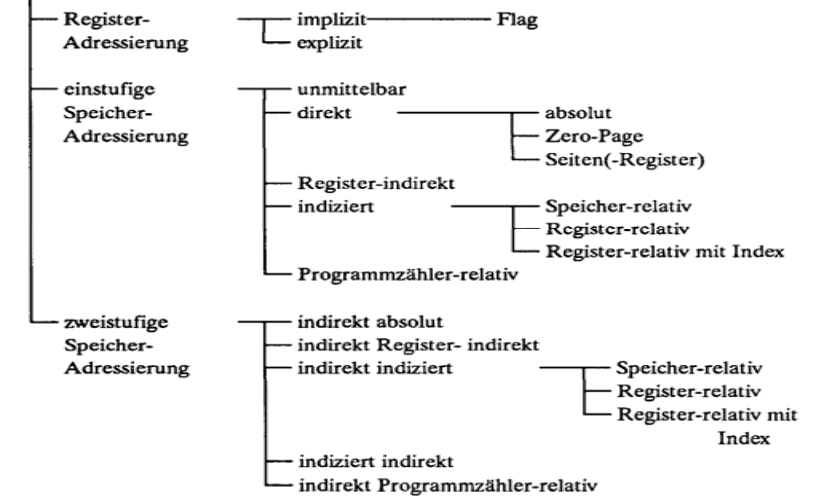 Register- implizit Flag
Adressierung explizit
einstufige unmittelbar
Speicher- direkt absolut
Adressierung Zero-Page
Seiten(-Register)
Register-indirekt
indiziert Speicher-relativ
Register-relativ
Register-relativ mit Index
Programmzähler-relativ
zweistufige indirekt absolut
Speicher- indirekt Register- indirekt
Adressierung indirekt indiziert Speicher-relativ
Register-relativ
Register-relativ mit
Index
indiziert indirekt
indirekt Programmzähler-relativ